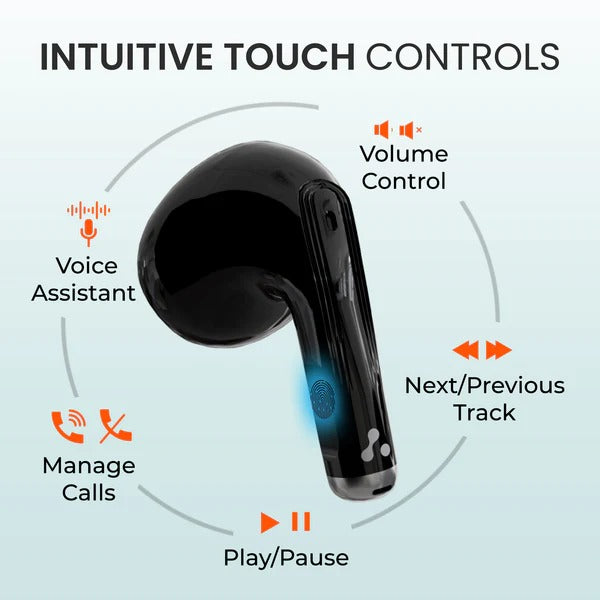 INTUITIVE TOUCH CONTROLS
Volume
Control
Voice
Assistant
Next/Previous
Track
Manage
Calls
Play/Pause